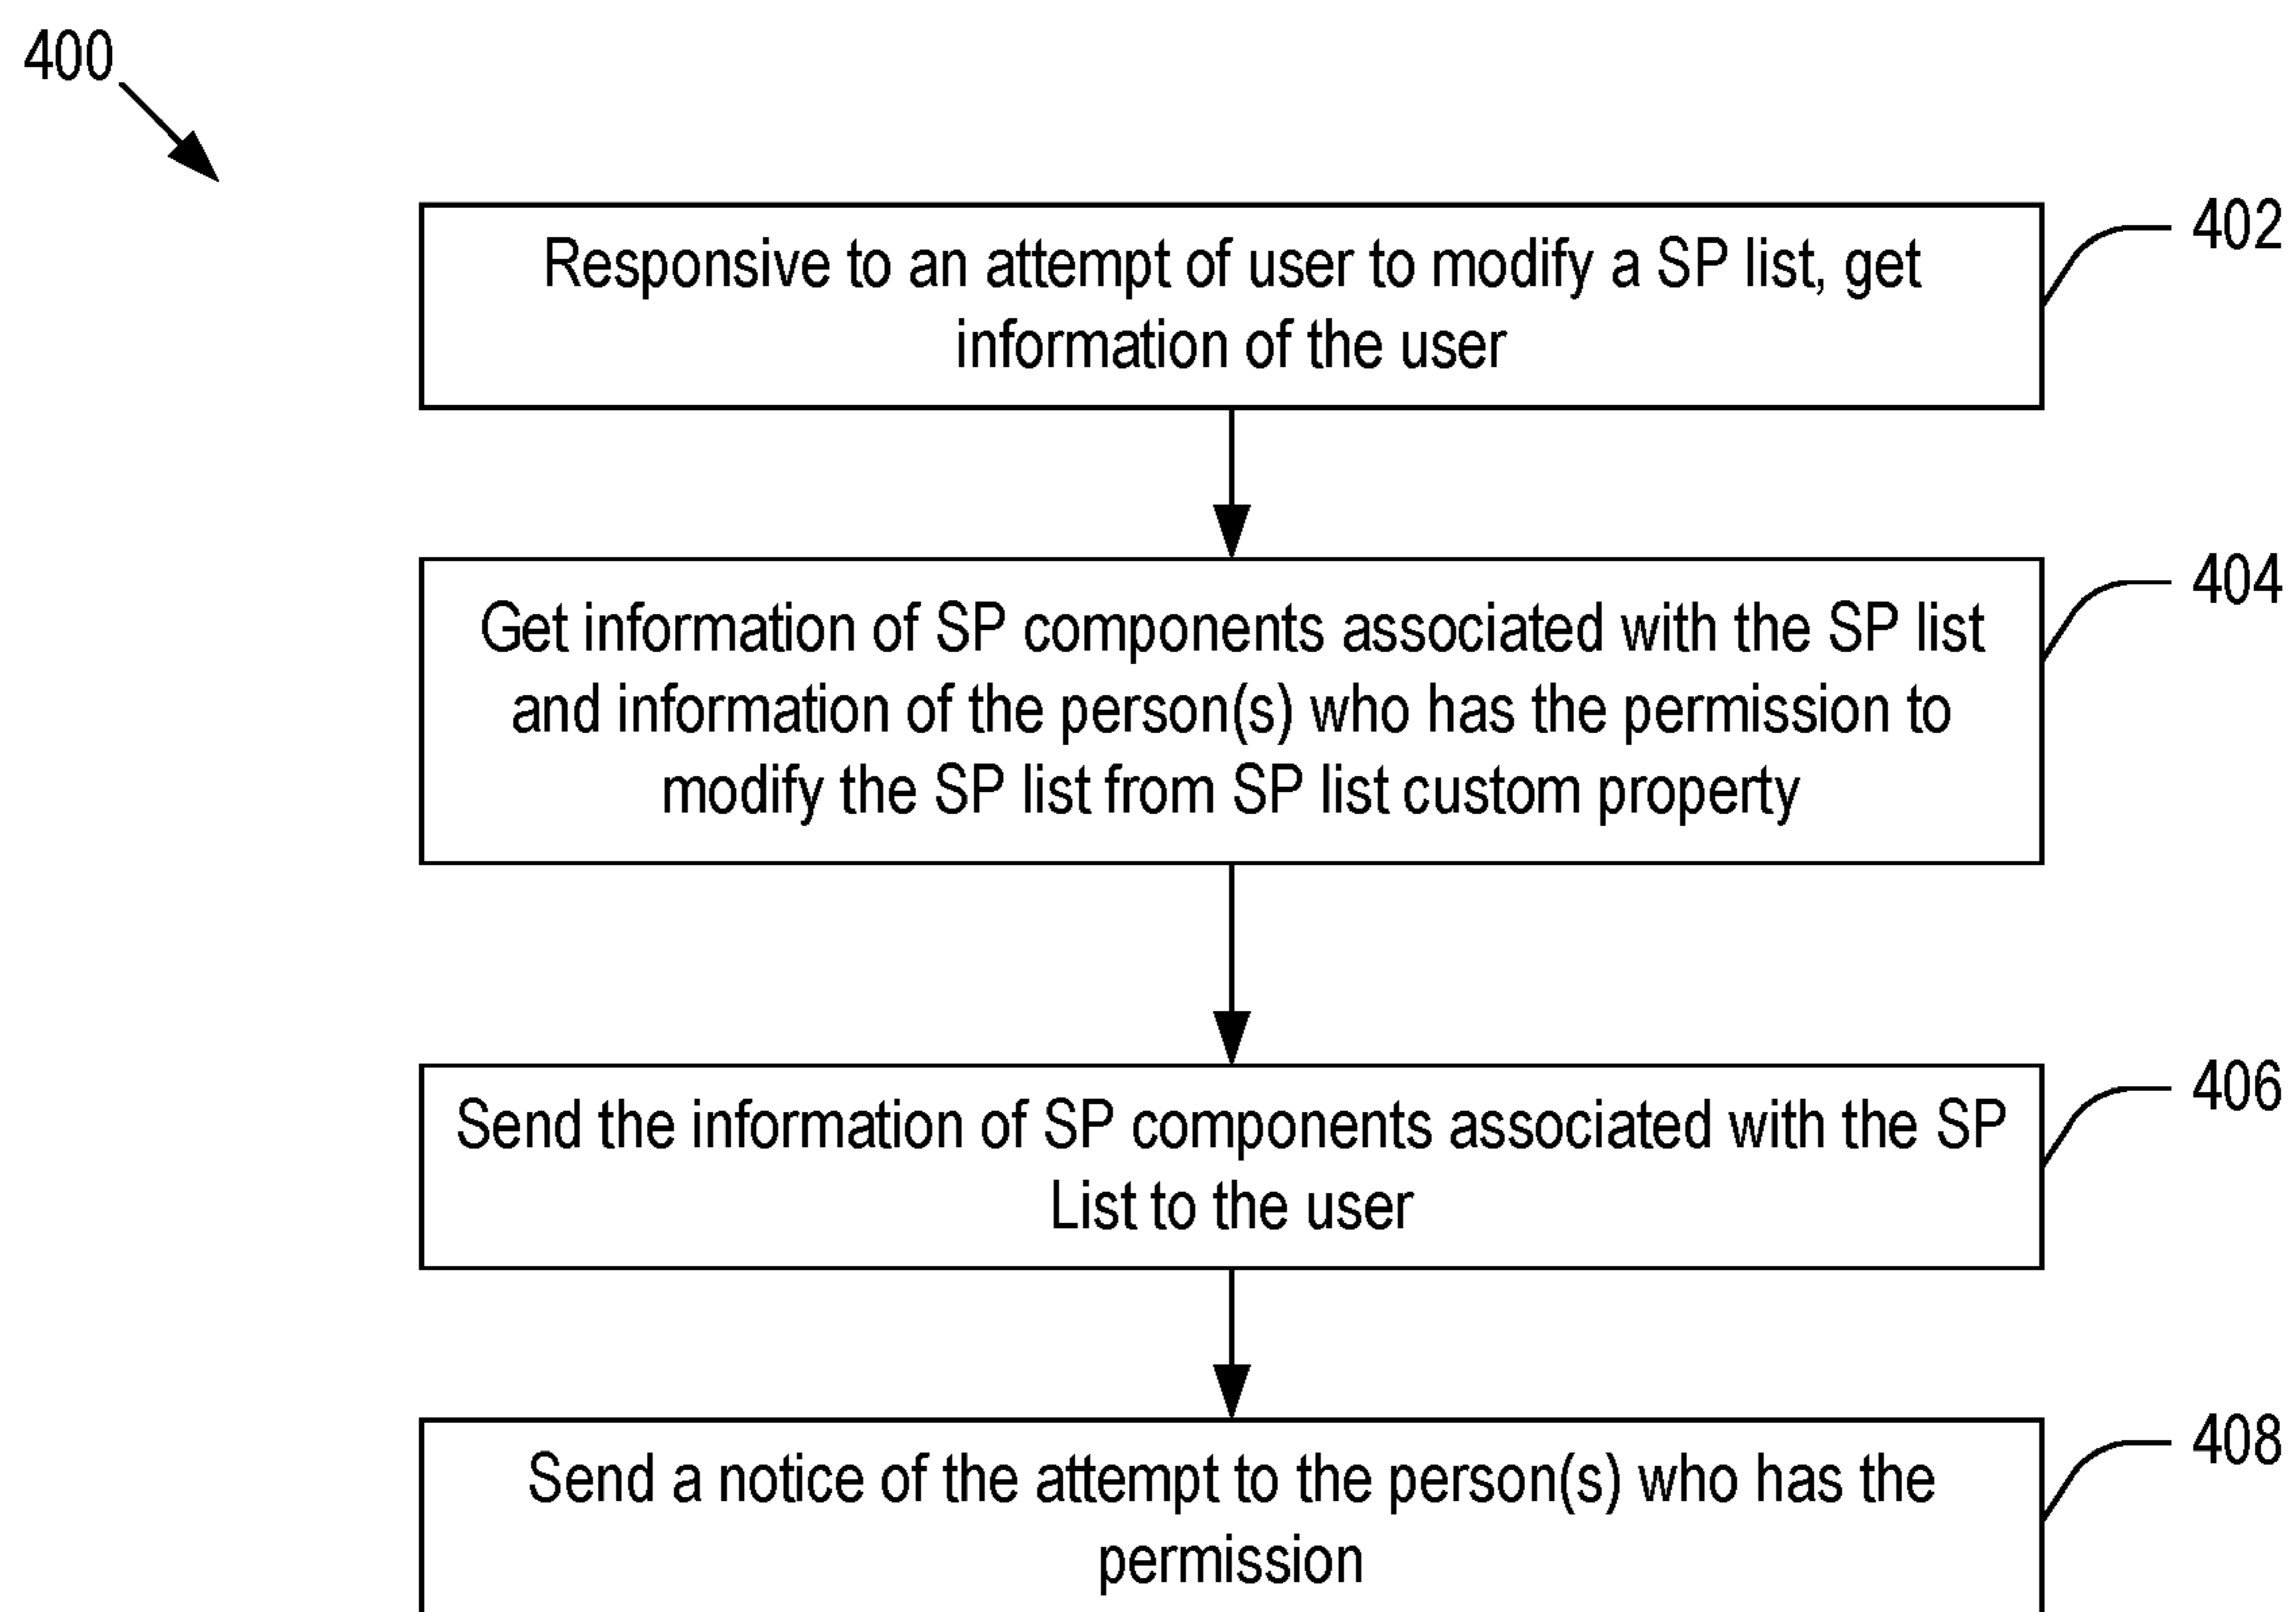 400
402
Responsive to an attempt of user to modify a SP list, get
information of the user
404
Get information of SP components associated with the SP list
and information of the person(s) who has the permission to
modify the SP list from SP list custom property
406
Send the information of SP components associated with the SP
List to the user
408
Send a notice of the attempt to the person(s) who has the
permission